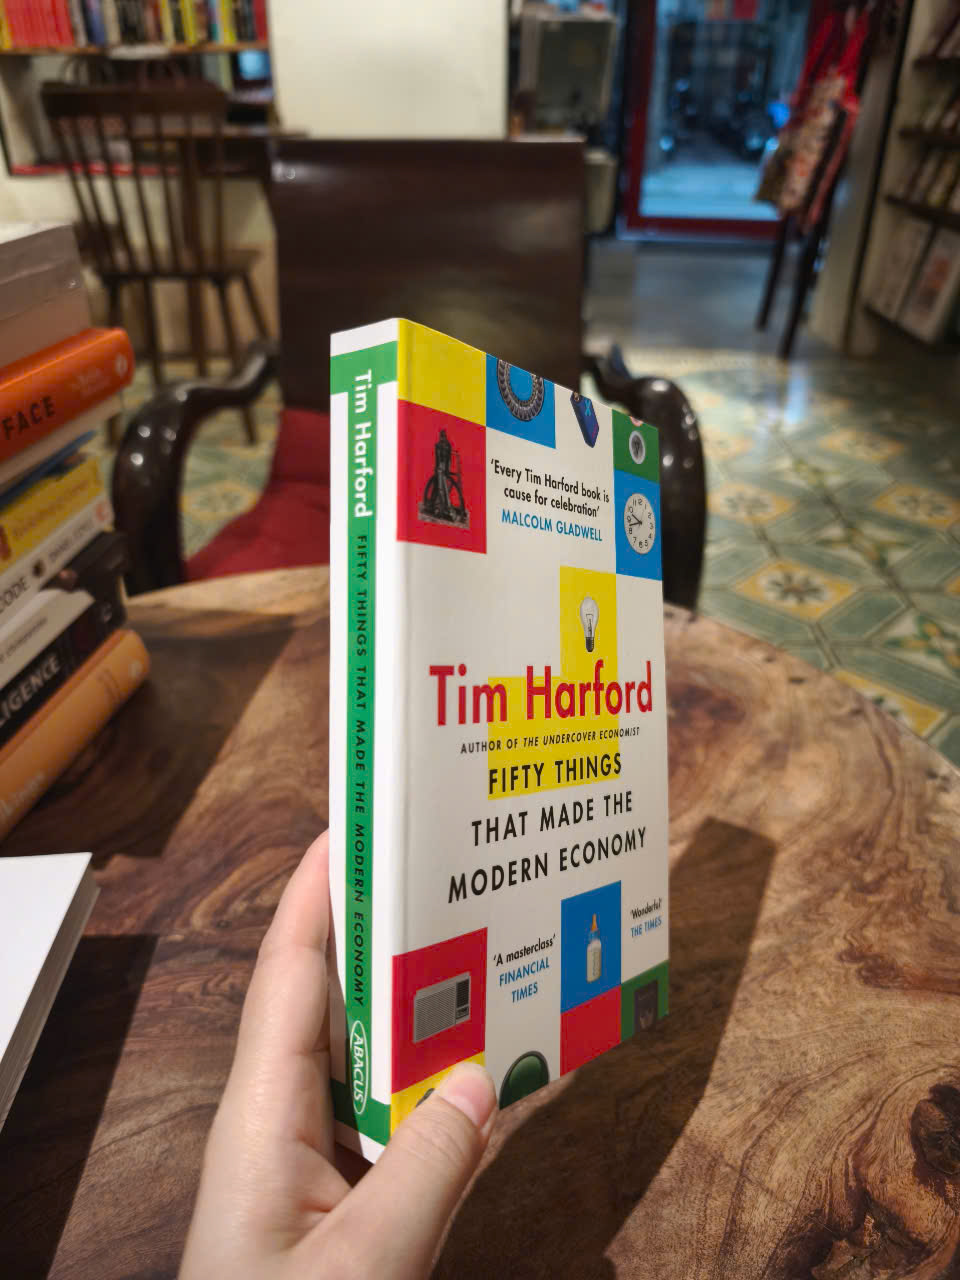 Tim Harford FIFTY THINGS THAT MADE THE MODERN ECONOMY ABACUS
'Every Tim Harford book is
cause for celebration'
MALCOLM GLADWELL
Tim Harford
AUTHOR OF THE UNDERCOVER ECONOMIST
FIFTY THINGS
THAT MADE THE
MODERN ECONOMY
'A masterclass'
FINANCIAL
TIMES
'Wonderful'
THE TIMES
FACE
CODE
LIGENCE